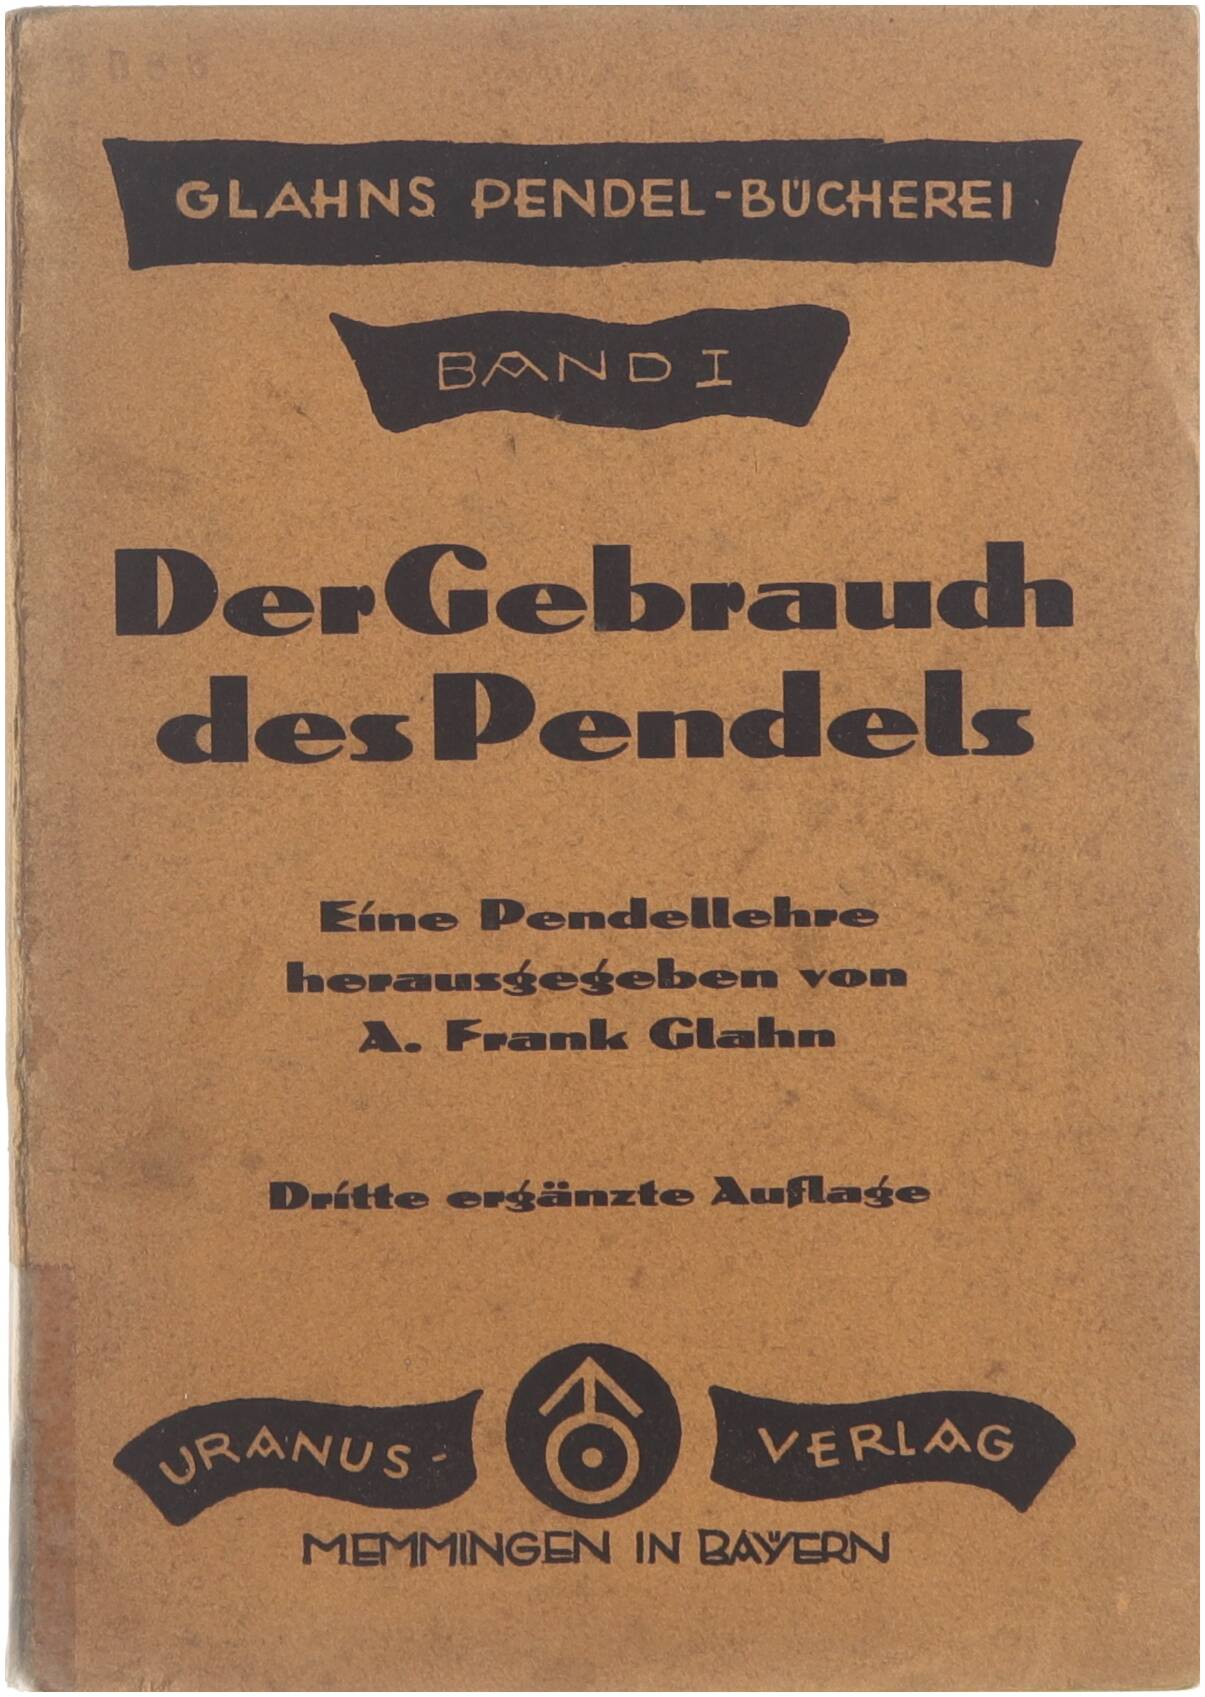 GLAHNS PENDEL-BÜCHEREI
BAND I
Der Gebrauch
des Pendels
Eine Pendellehre
herausgegeben von
A. Frank Glahn
Dritte ergänzte Auflage
URANUS- VERLAG
MEMMINGEN IN BAYERN